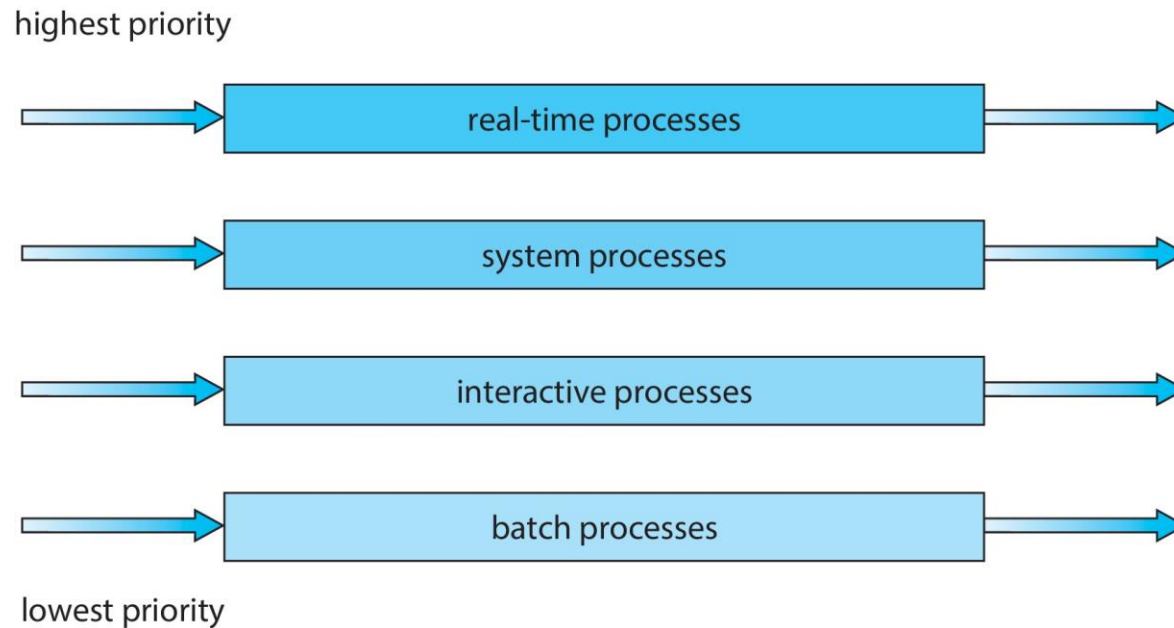 highest priority
real-time processes
system processes
interactive processes
batch processes
lowest priority